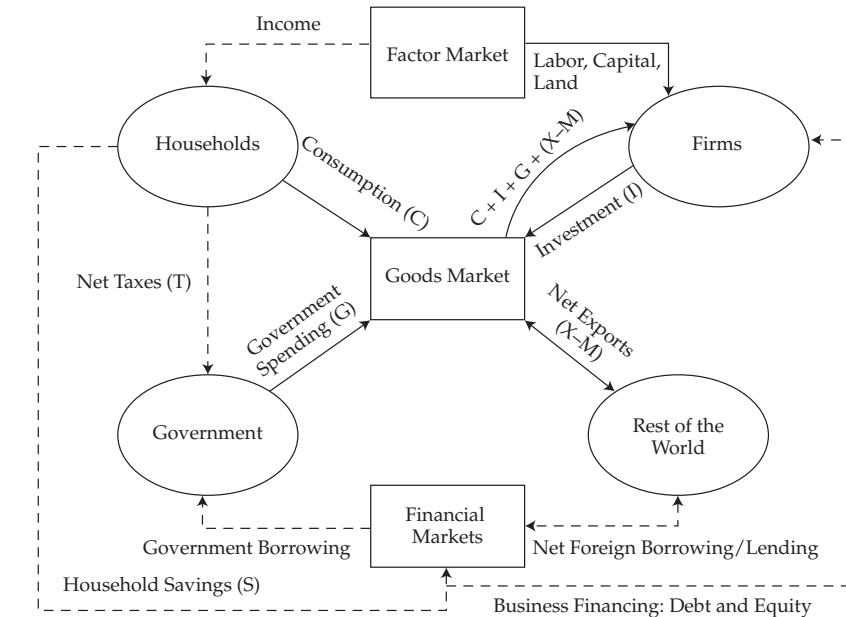 Income
Factor Market
Labor, Capital,
Land
Households
Firms
Consumption (C)
C + I + G + (X–M)
Investment (I)
Goods Market
Net Taxes (T)
Government
Spending (G)
Net Exports
(X–M)
Government
Rest of the
World
Financial
Markets
Government Borrowing
Net Foreign Borrowing/Lending
Household Savings (S)
Business Financing: Debt and Equity